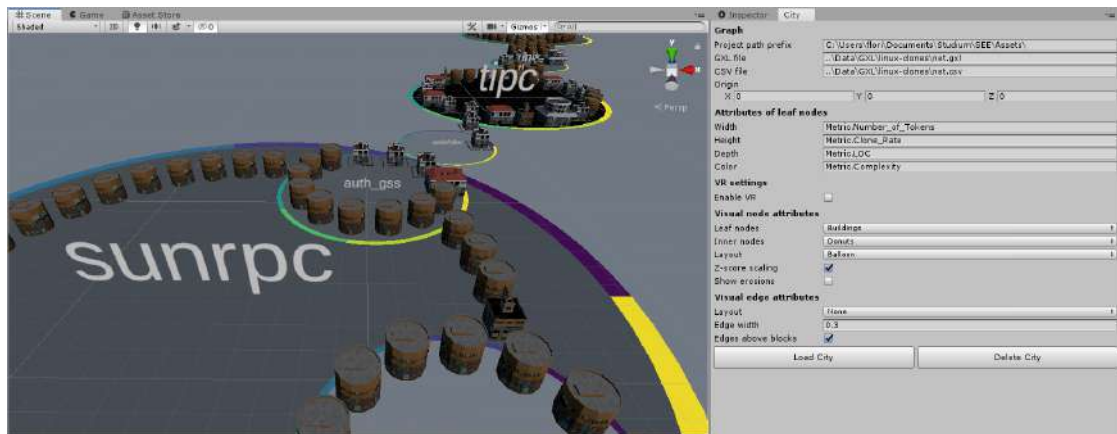 Scene Game Asset Store
Shaded 2D Gizmos
tipc
auth_gss
sunrpc
y
Persp
Inspector City
Graph
Project path prefix C:\Users\flori\Documents\Studium\SEE\Assets\
GXL file ..\Data\GXL\linux-clones\net.gxl
CSV file ..\Data\GXL\linux-clones\net.csv
Origin
X 0 Y 0 Z 0
Attributes of leaf nodes
Width Metric.Number_of_Tokens
Height Metric.Clone_Rate
Depth Metric.LOC
Color Metric.Complexity
VR settings
Enable VR
Visual node attributes
Leaf nodes Buildings
Inner nodes Donuts
Layout Balloon
Z-score scaling
Show erosions
Visual edge attributes
Layout None
Edge width 0.3
Edges above blocks
Load City Delete City